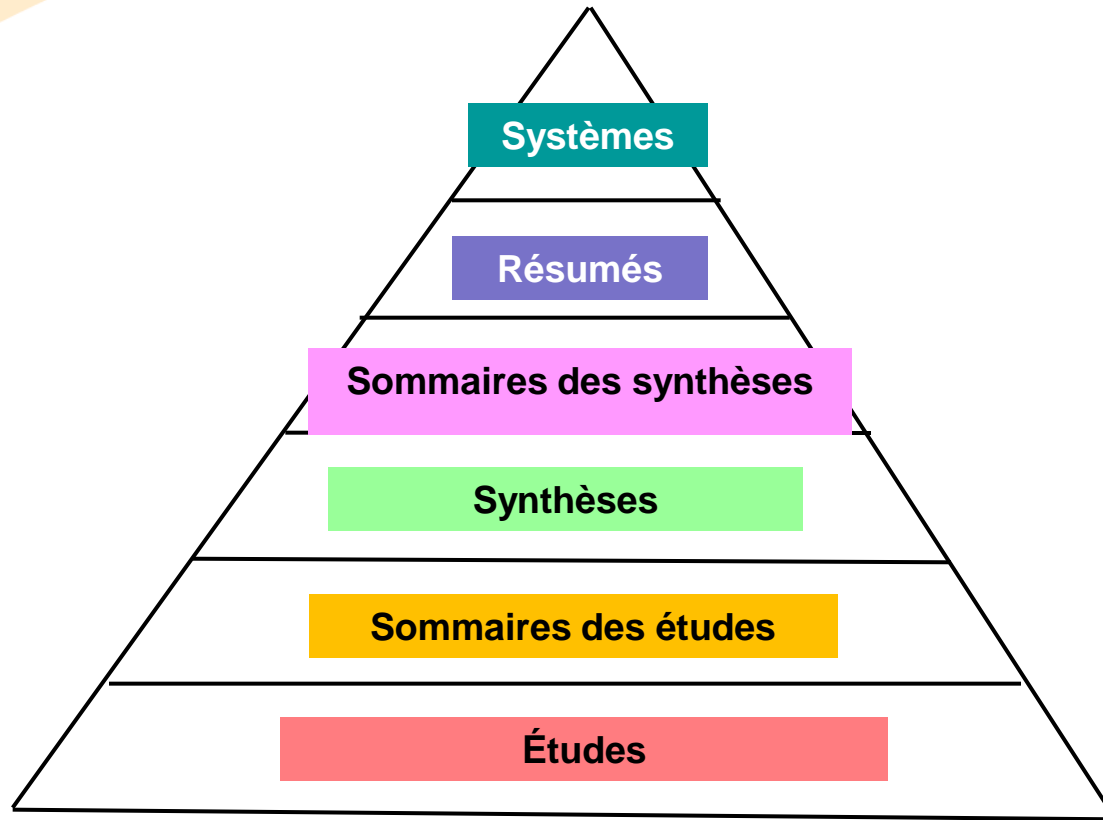 Systèmes
Résumés
Sommaires des synthèses
Synthèses
Sommaires des études
Études